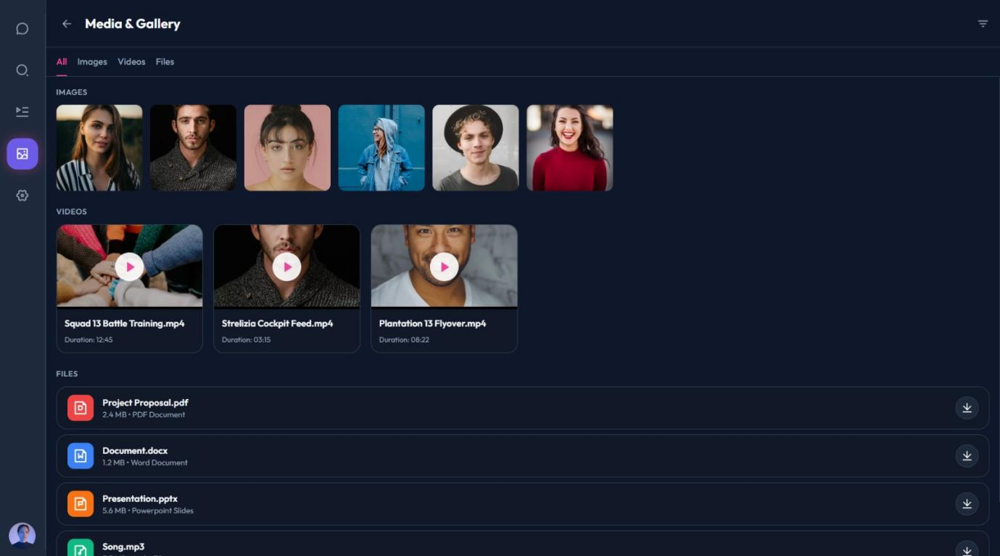 Media & Gallery
All Images Videos Files
IMAGES
VIDEOS
Squad 13 Battle Training.mp4
Duration: 12:45
Strelizia Cockpit Feed.mp4
Duration: 03:15
Plantation 13 Flyover.mp4
Duration: 08:22
FILES
Project Proposal.pdf
2.4 MB • PDF Document
Document.docx
1.2 MB • Word Document
Presentation.pptx
5.6 MB • Powerpoint Slides
Song.mp3